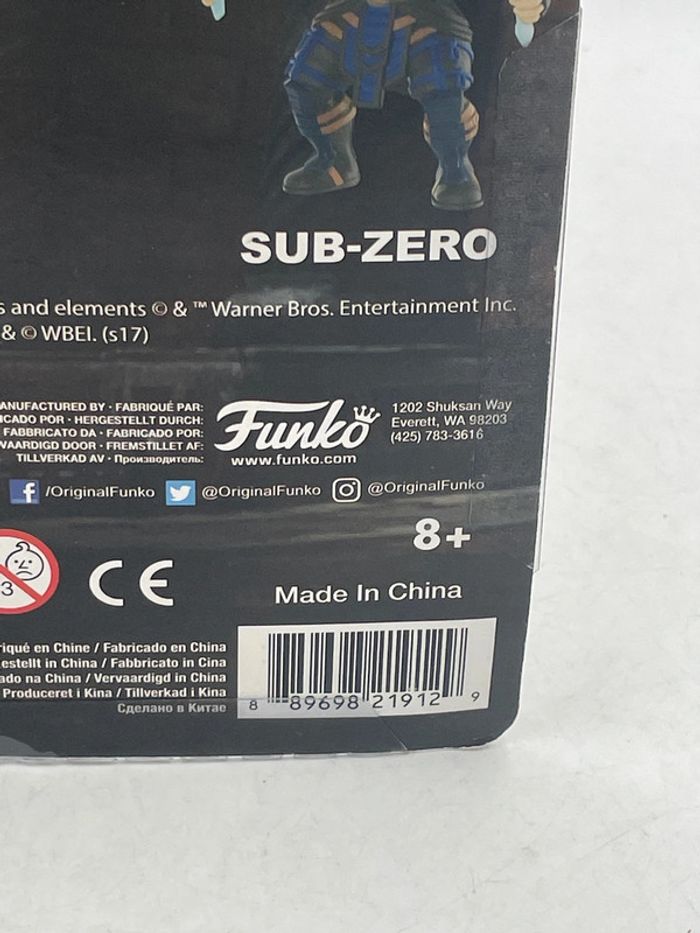 SUB-ZERO
s and elements © & ™ Warner Bros. Entertainment Inc.
& © WBEI. (s17)
ANUFACTURED BY · FABRIQUÉ PAR:
ICADO POR · HERGESTELLT DURCH:
FABBRICATO DA · FABRICADO POR:
VAARDIGD DOOR · FREMSTILLET AF:
TILLVERKAD AV · Производитель:
Funko
www.funko.com
1202 Shuksan Way
Everett, WA 98203
(425) 783-3616
/OriginalFunko @OriginalFunko @OriginalFunko
8+
3
CE
Made In China
riqué en Chine / Fabricado en China
estellt in China / Fabbricato in Cina
ado na China / Vervaardigd in China
Produceret i Kina / Tillverkad i Kina
Сделано в Китае
8 89698 21912 9